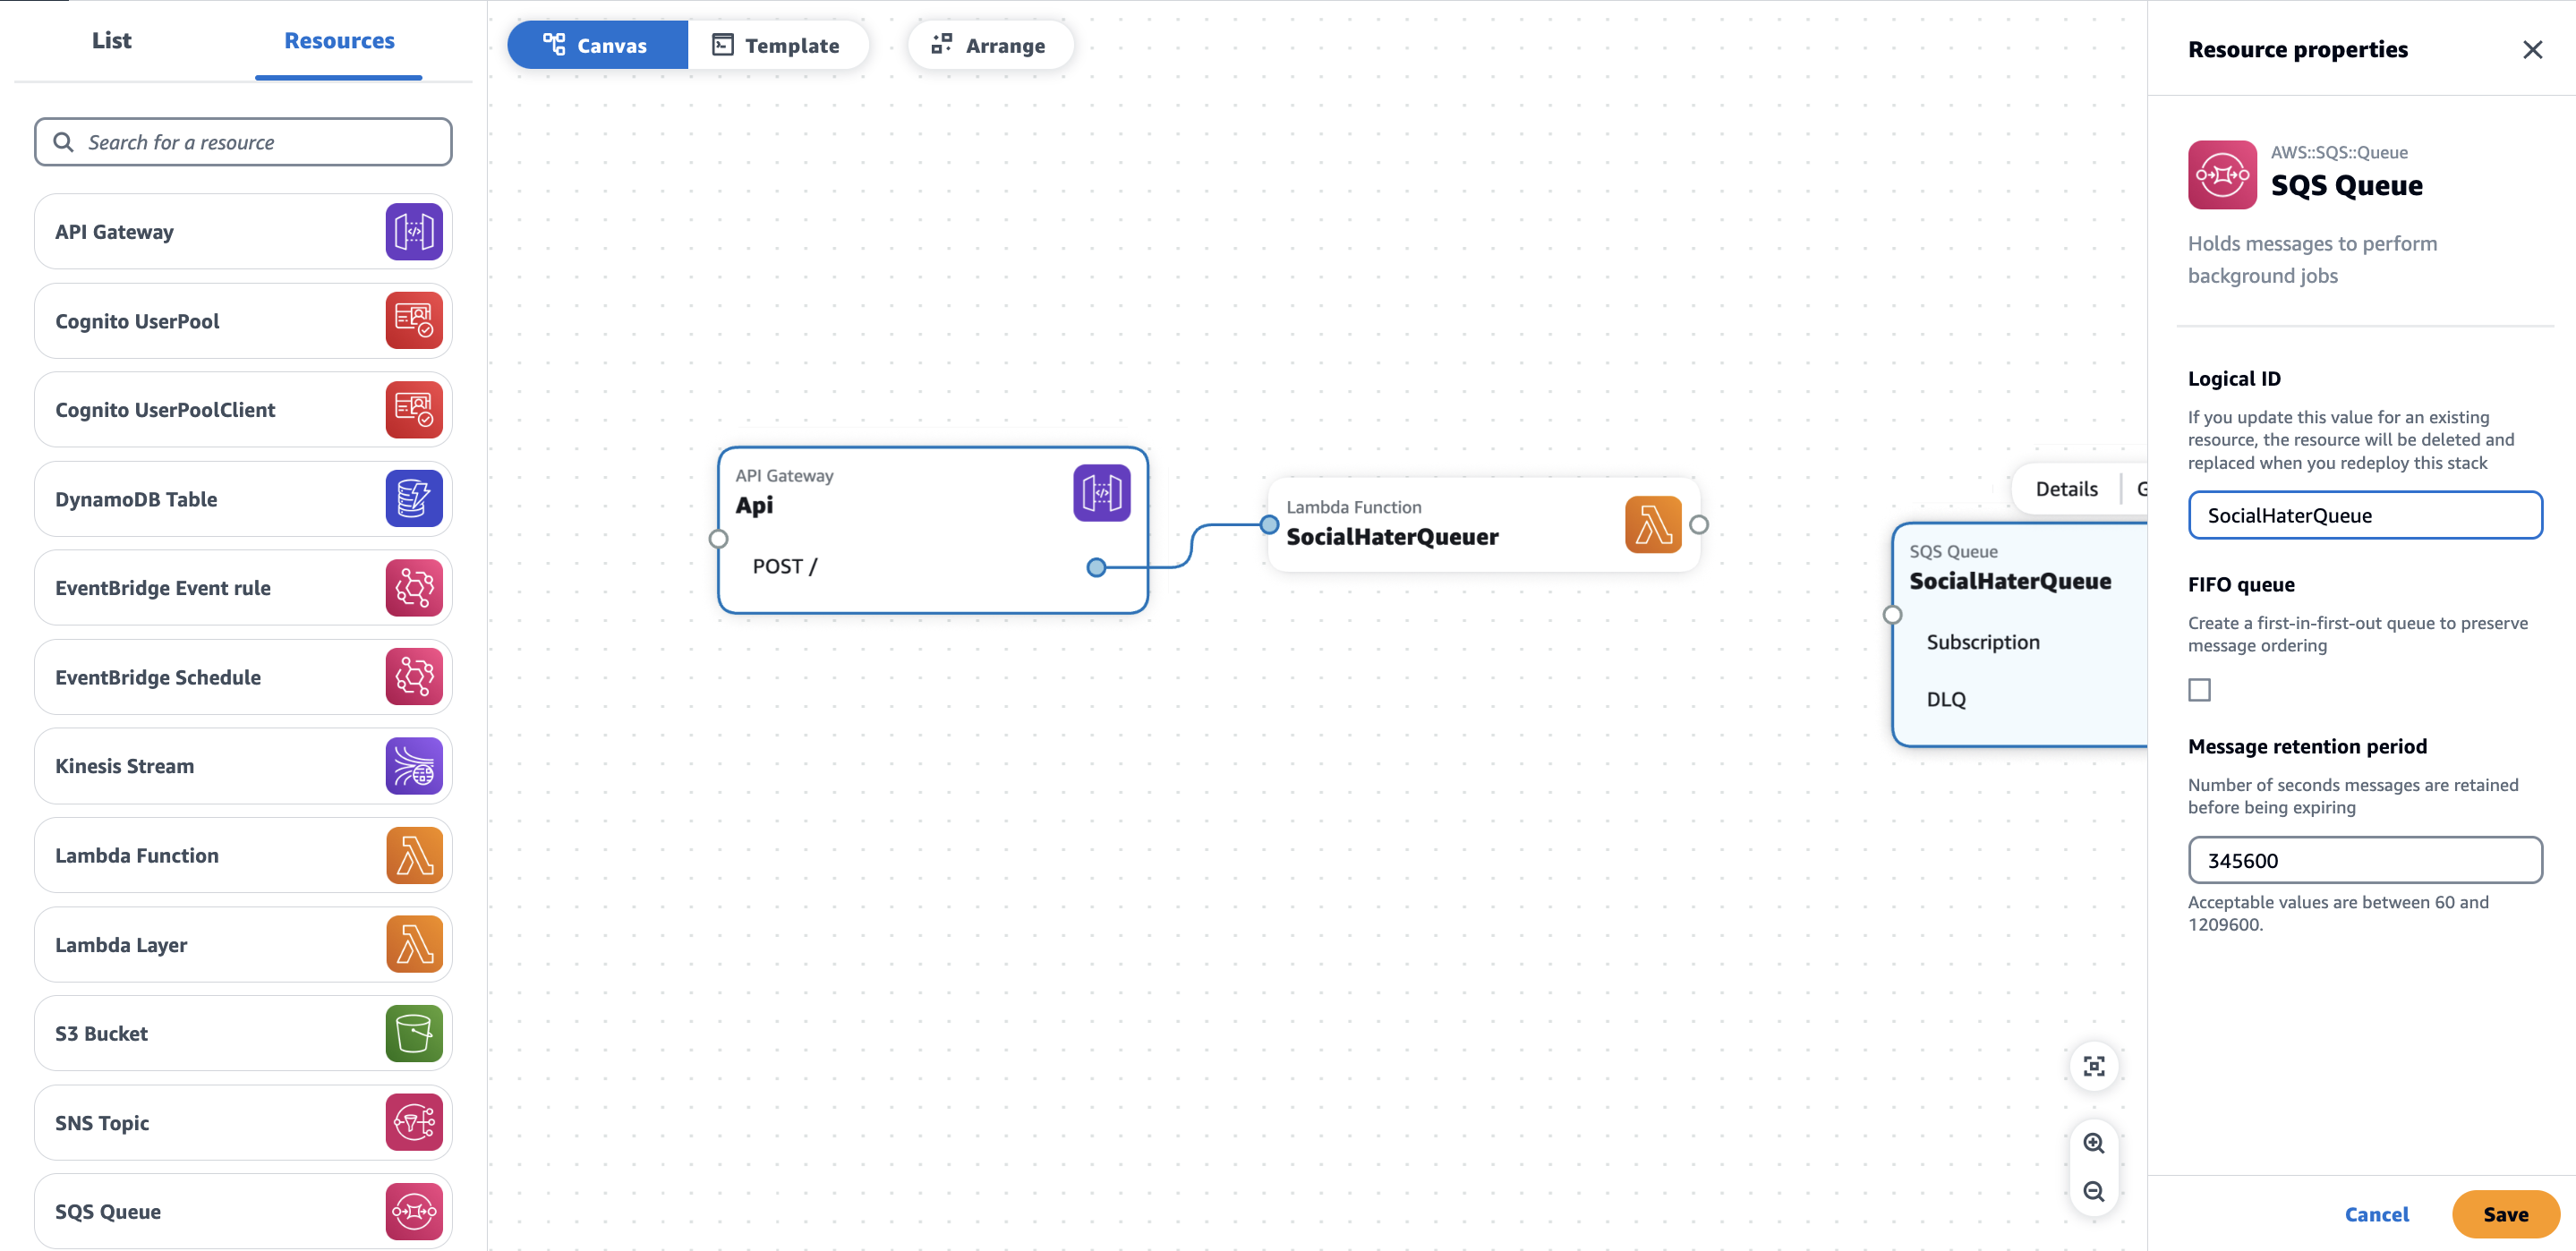 List
Resources
Search for a resource
API Gateway
Cognito UserPool
Cognito UserPoolClient
DynamoDB Table
EventBridge Event rule
EventBridge Schedule
Kinesis Stream
Lambda Function
Lambda Layer
S3 Bucket
SNS Topic
SQS Queue
Canvas
Template
Arrange
API Gateway
Api
POST /
Lambda Function
SocialHaterQueuer
Details
SQS Queue
SocialHaterQueue
Subscription
DLQ
Resource properties
AWS::SQS::Queue
SQS Queue
Holds messages to perform
background jobs
Logical ID
If you update this value for an existing
resource, the resource will be deleted and
replaced when you redeploy this stack
SocialHaterQueue
FIFO queue
Create a first-in-first-out queue to preserve
message ordering
Message retention period
Number of seconds messages are retained
before being expiring
345600
Acceptable values are between 60 and
1209600.
Cancel
Save